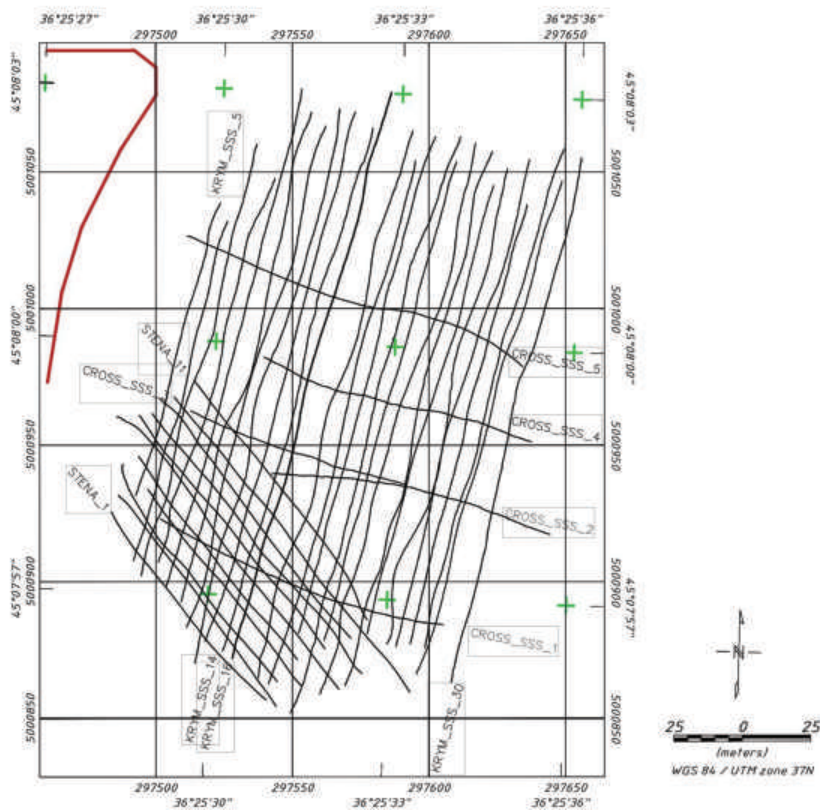 36°25'27" 36°25'30" 36°25'33" 36°25'36"
297500 297550 297600 297650
45°08'03"
45°08'03"
KRYM_SSS_5
5001050
5001050
5001000
5001000
45°08'00"
45°08'00"
STENA_11
CROSS_SSS_5
CROSS_SSS_
CROSS_SSS_4
5000950
5000950
STENA_1
CROSS_SSS_2
45°07'57"
45°07'57"
5000900
5000900
CROSS_SSS_1
KRYM_SSS_14
KRYM_SSS_16
KRYM_SSS_30
5000850
5000850
297500 297550 297600 297650
36°25'30" 36°25'33" 36°25'36"
N
25 0 25
(meters)
WGS 84 / UTM zone 37N